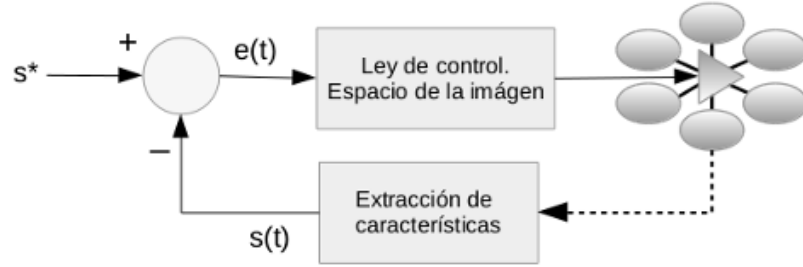 +
s*
e(t)
Ley de control.
Espacio de la imágen
−
s(t)
Extracción de
características